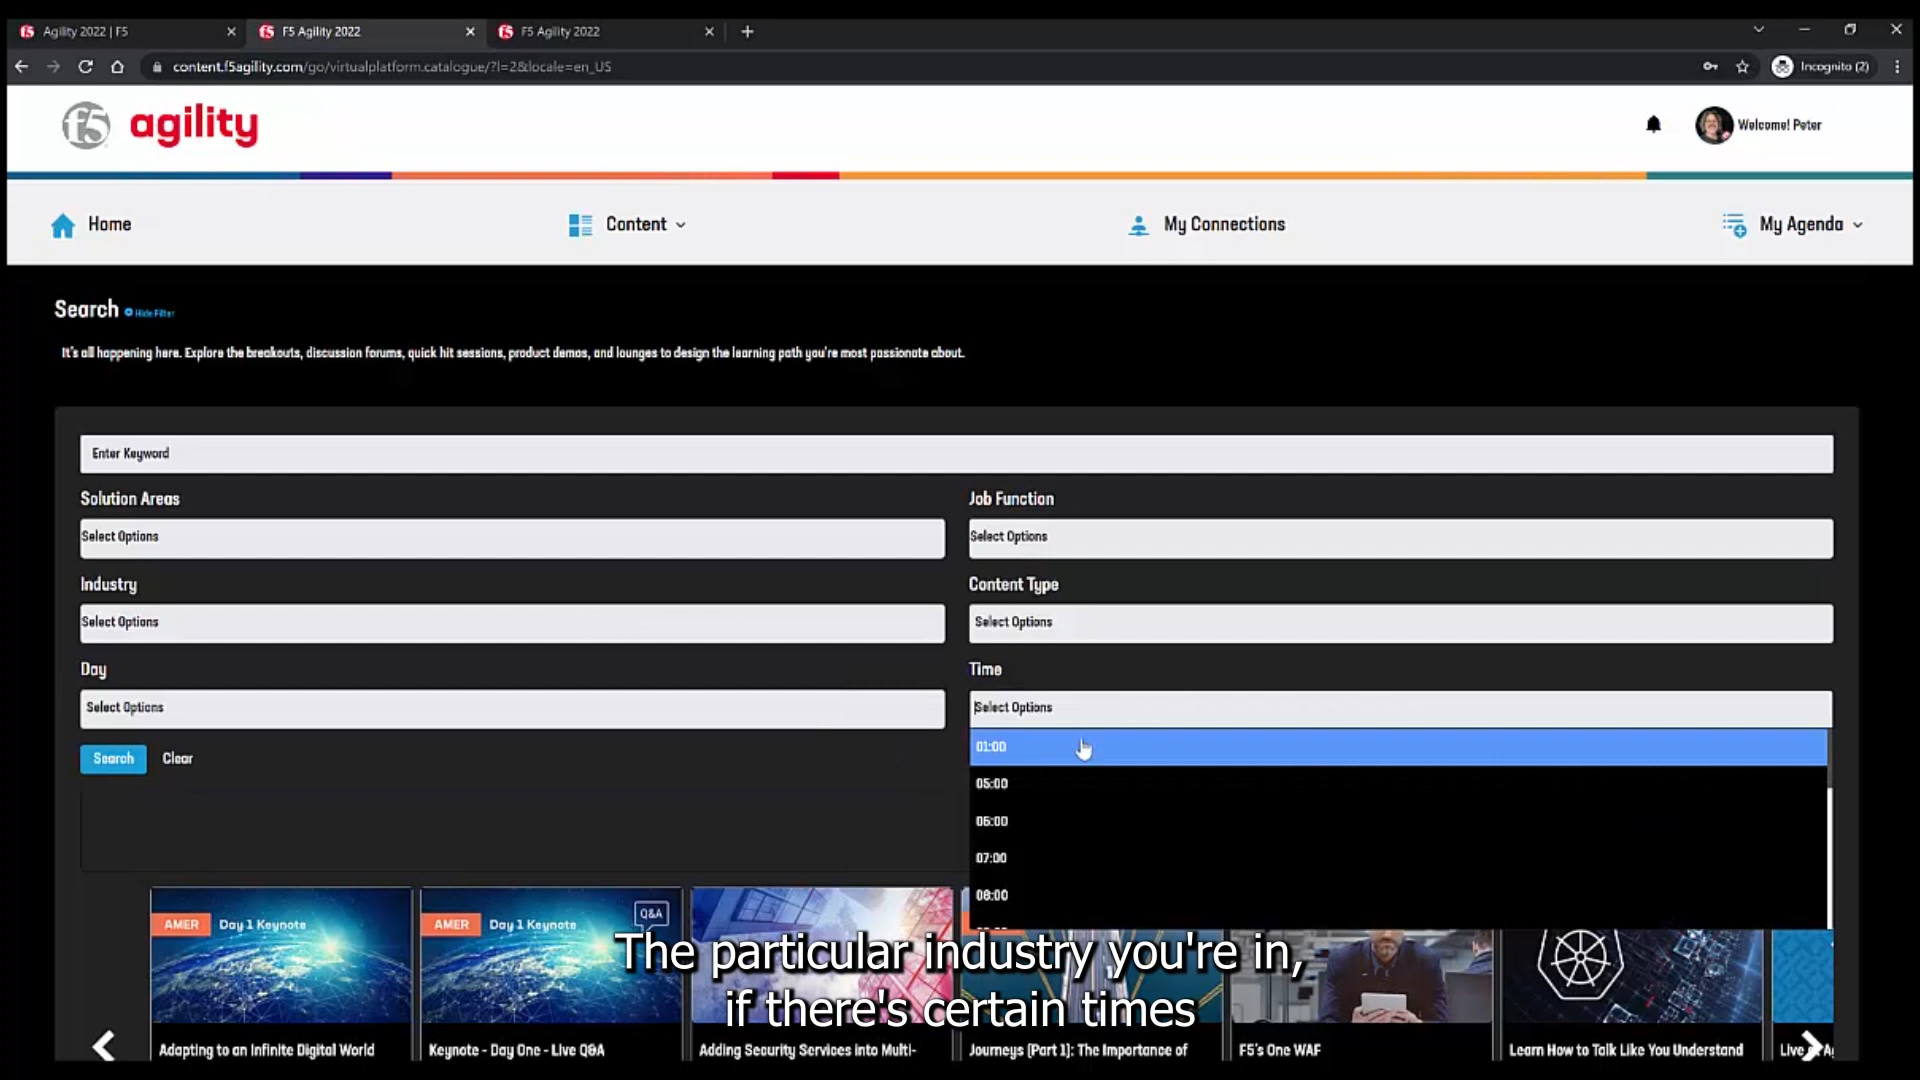 Agility 2022 | F5
F5 Agility 2022
F5 Agility 2022
content.f5agility.com/go/virtualplatform.catalogue/?l=2&locale=en_US
Incognito (2)
f5 agility
Welcome! Peter
Home
Content
My Connections
My Agenda
Search Hide Filter
It's all happening here. Explore the breakouts, discussion forums, quick hit sessions, product demos, and lounges to design the learning path you're most passionate about.
Enter Keyword
Solution Areas
Job Function
Select Options
Select Options
Industry
Content Type
Select Options
Select Options
Day
Time
Select Options
Select Options
Search
Clear
01:00
05:00
06:00
07:00
08:00
AMER Day 1 Keynote
AMER Day 1 Keynote
Q&A
The particular industry you're in,
if there's certain times
Adapting to an Infinite Digital World
Keynote - Day One - Live Q&A
Adding Security Services into Multi-
Journeys (Part 1): The Importance of
F5's One WAF
Learn How to Talk Like You Understand
Live